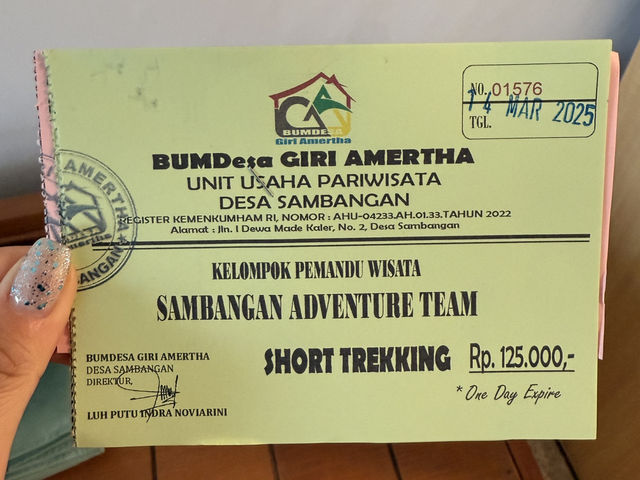 NO. 01576
14 MAR 2025
TGL.
BUMDESA
Giri Amertha
BUMDesa GIRI AMERTHA
UNIT USAHA PARIWISATA
DESA SAMBANGAN
REGISTER KEMENKUMHAM RI, NOMOR : AHU-04233.AH.01.33.TAHUN 2022
Alamat : Jln. I Dewa Made Kaler, No. 2, Desa Sambangan
KELOMPOK PEMANDU WISATA
SAMBANGAN ADVENTURE TEAM
SHORT TREKKING Rp. 125.000,-
* One Day Expire
BUMDESA GIRI AMERTHA
DESA SAMBANGAN
DIREKTUR,
LUH PUTU INDRA NOVIARINI